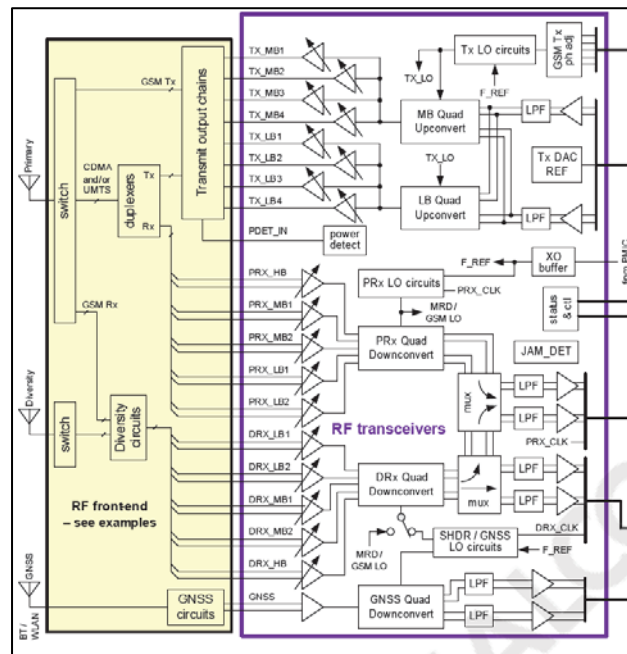 TX_MB1
TX_MB2
TX_MB3
TX_MB4
TX_LB1
TX_LB2
TX_LB3
TX_LB4
PDET_IN
power
detect
GSM Tx
Transmit output chains
Primary
switch
CDMA
and/or
UMTS
duplexers
Tx
Rx
GSM Rx
Diversity
switch
Diversity
circuits
RF front-end
– see examples
GNSS
BT /
WLAN
GNSS
circuits
Tx LO circuits
GSM Tx
ph adj
TX_LO
F_REF
MB Quad
Upconvert
LPF
TX_LO
Tx DAC
REF
LB Quad
Upconvert
LPF
F_REF
XO
buffer
from PMIC
PRx LO circuits
PRX_CLK
MRD /
GSM LO
status
& ctl
PRX_HB
PRX_MB1
PRX_MB2
PRX_LB1
PRX_LB2
PRx Quad
Downconvert
JAM_DET
mux
LPF
LPF
PRX_CLK
RF transceivers
DRX_LB1
DRX_LB2
DRX_MB1
DRX_MB2
DRX_HB
DRx Quad
Downconvert
mux
LPF
LPF
DRX_CLK
MRD /
GSM LO
SHDR / GNSS
LO circuits
F_REF
GNSS
GNSS Quad
Downconvert
LPF
LPF